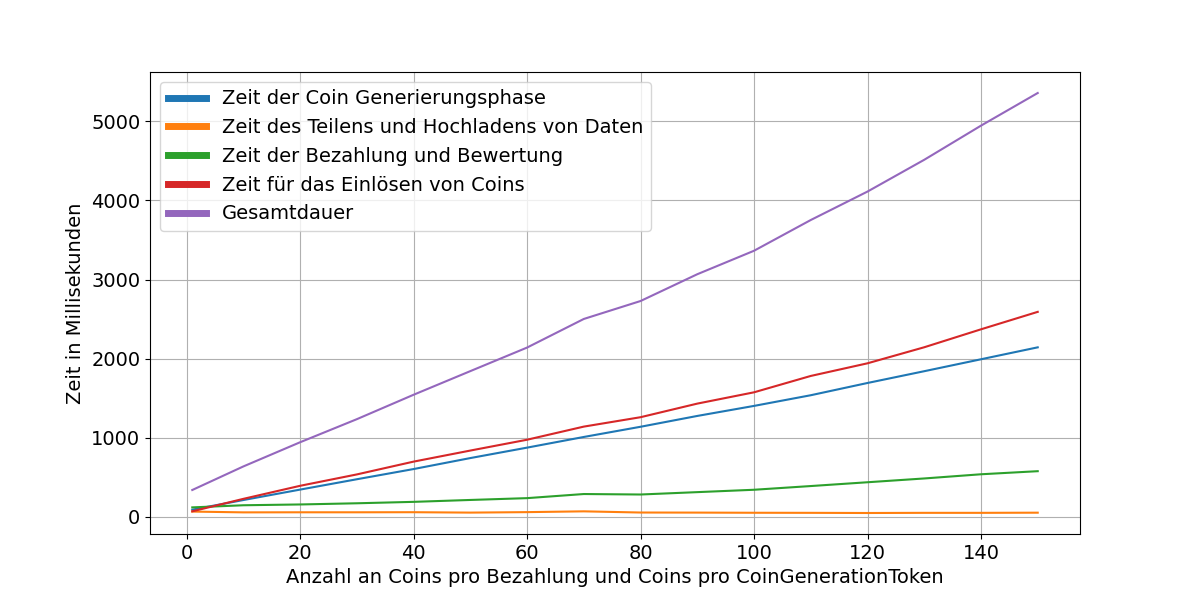 Zeit der Coin Generierungsphase
Zeit des Teilens und Hochladens von Daten
Zeit der Bezahlung und Bewertung
Zeit für das Einlösen von Coins
Gesamtdauer
Zeit in Millisekunden
5000
4000
3000
2000
1000
0
0 20 40 60 80 100 120 140
Anzahl an Coins pro Bezahlung und Coins pro CoinGenerationToken